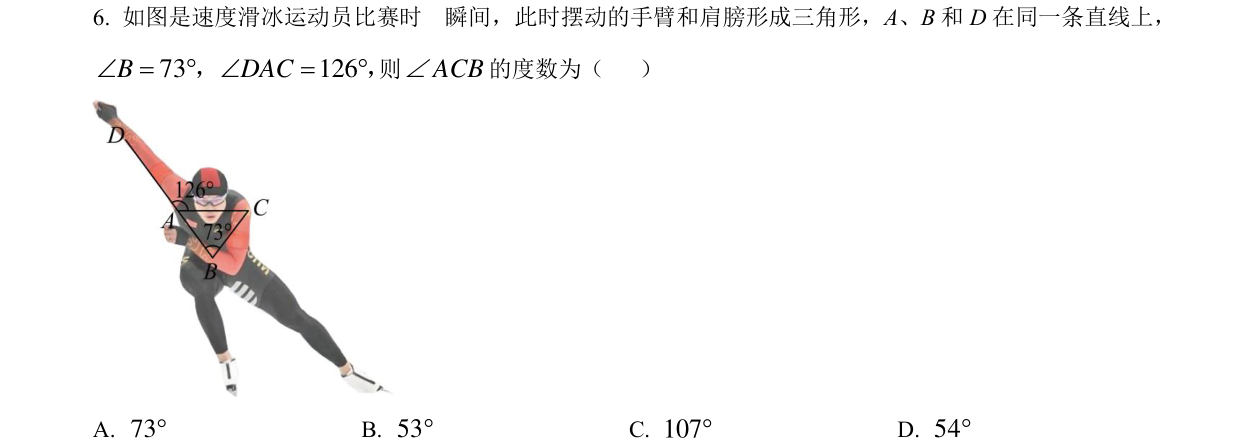 6. 如图是速度滑冰运动员比赛时 瞬间，此时摆动的手臂和肩膀形成三角形，A、B 和 D 在同一条直线上，
∠B = 73°，∠DAC = 126°，则∠ACB 的度数为（ ）
D
126°
C
A
73°
B
A. 73° B. 53° C. 107° D. 54°